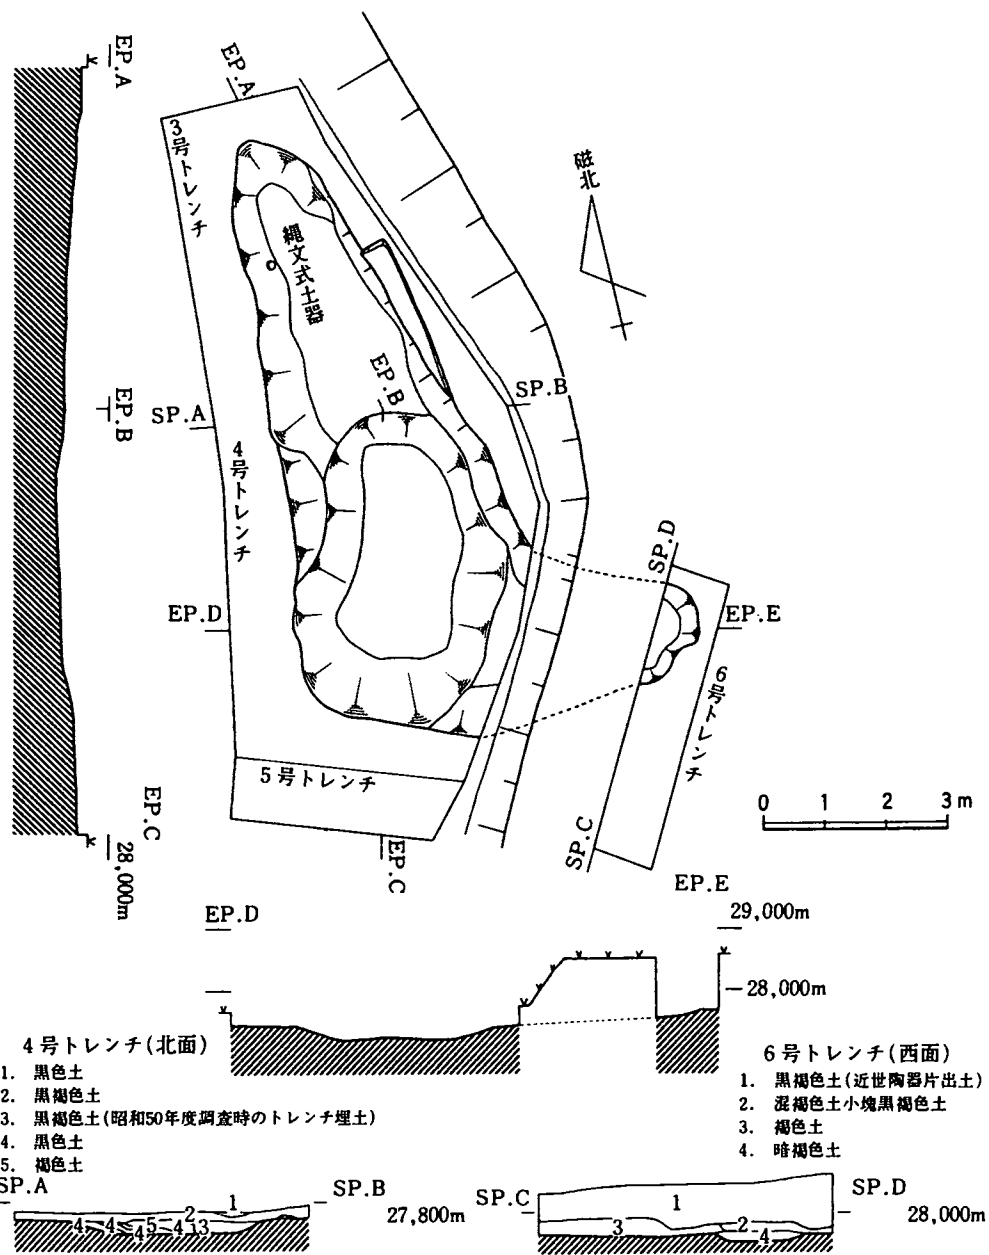 EP.A
EP.A
3号トレンチ
磁北
縄文式土器
EP.B
EP.B
SP.A
SP.B
4号トレンチ
SP.D
EP.D
EP.E
6号トレンチ
5号トレンチ
0 1 2 3m
EP.C
28,000m
EP.C
SP.C
EP.E
EP.D
29,000m
28,000m
4号トレンチ(北面)
1. 黒色土
2. 黒褐色土
3. 黒褐色土(昭和50年度調査時のトレンチ埋土)
4. 黒色土
5. 褐色土
6号トレンチ(西面)
1. 黒褐色土(近世陶器片出土)
2. 混褐色土小塊黒褐色土
3. 褐色土
4. 暗褐色土
SP.A
SP.B
27,800m
1
2
4 4 5 4 4 1 3
SP.C
SP.D
28,000m
1
3 2
4